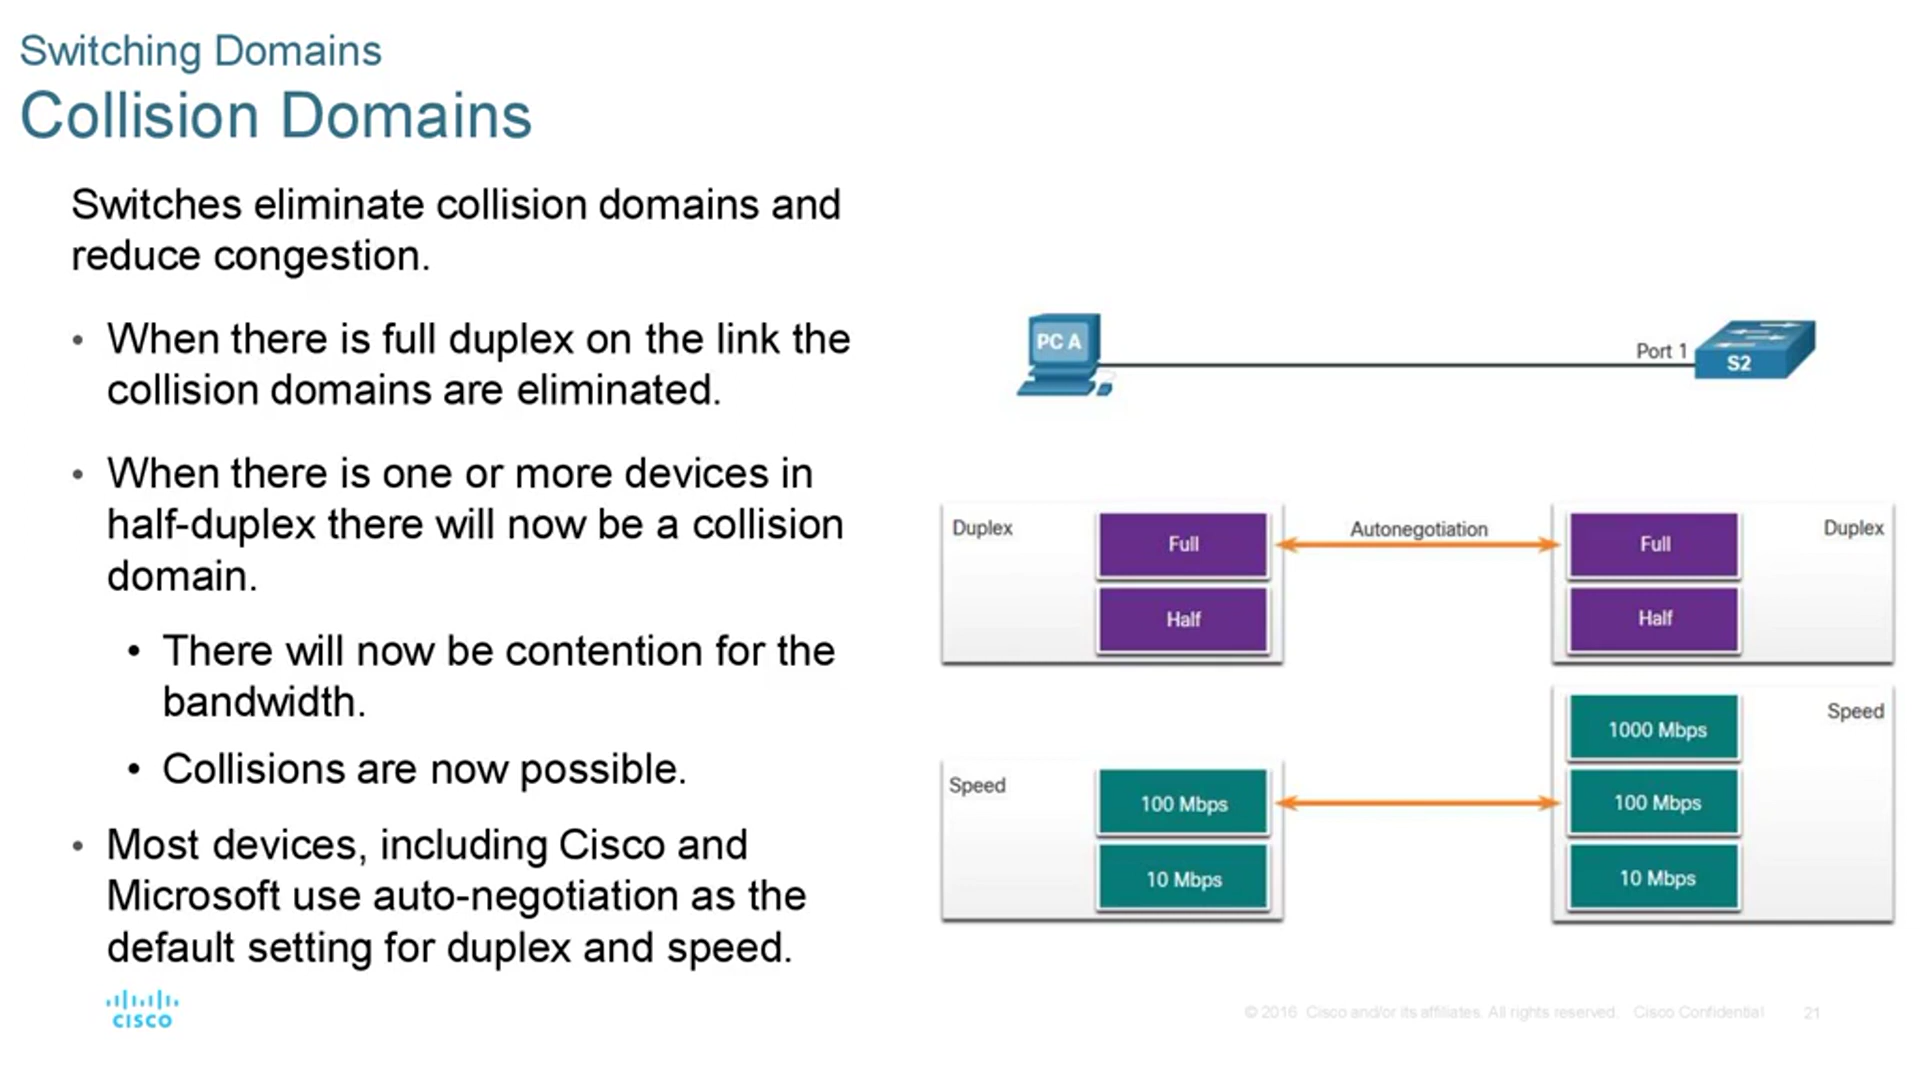 Switching Domains
Collision Domains
Switches eliminate collision domains and
reduce congestion.
• When there is full duplex on the link the
collision domains are eliminated.
• When there is one or more devices in
half-duplex there will now be a collision
domain.
• There will now be contention for the
bandwidth.
• Collisions are now possible.
• Most devices, including Cisco and
Microsoft use auto-negotiation as the
default setting for duplex and speed.
PC A
Port 1
S2
Duplex
Full
Half
Autonegotiation
Full
Half
Duplex
Speed
100 Mbps
10 Mbps
1000 Mbps
100 Mbps
10 Mbps
Speed
CISCO
© 2016 Cisco and/or its affiliates. All rights reserved. Cisco Confidential 21